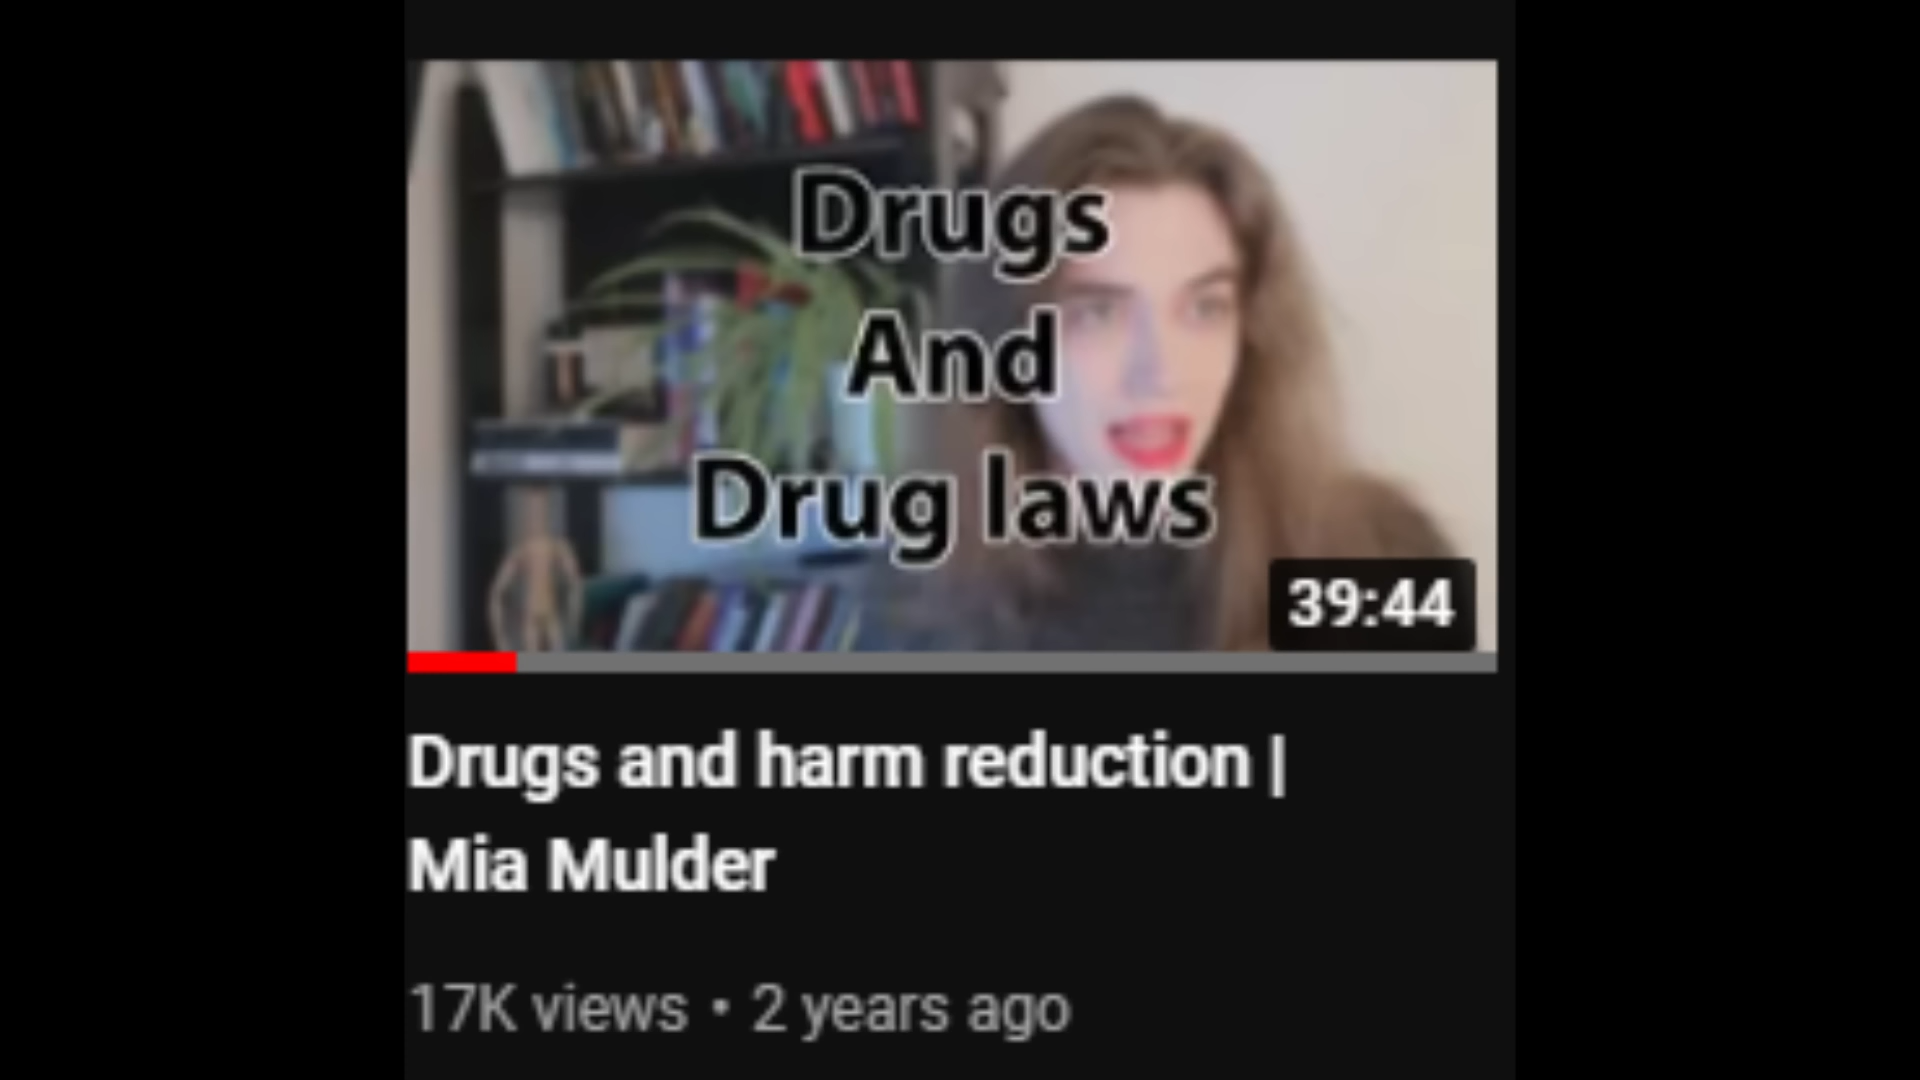 Drugs
And
Drug laws
39:44
Drugs and harm reduction |
Mia Mulder
17K views • 2 years ago